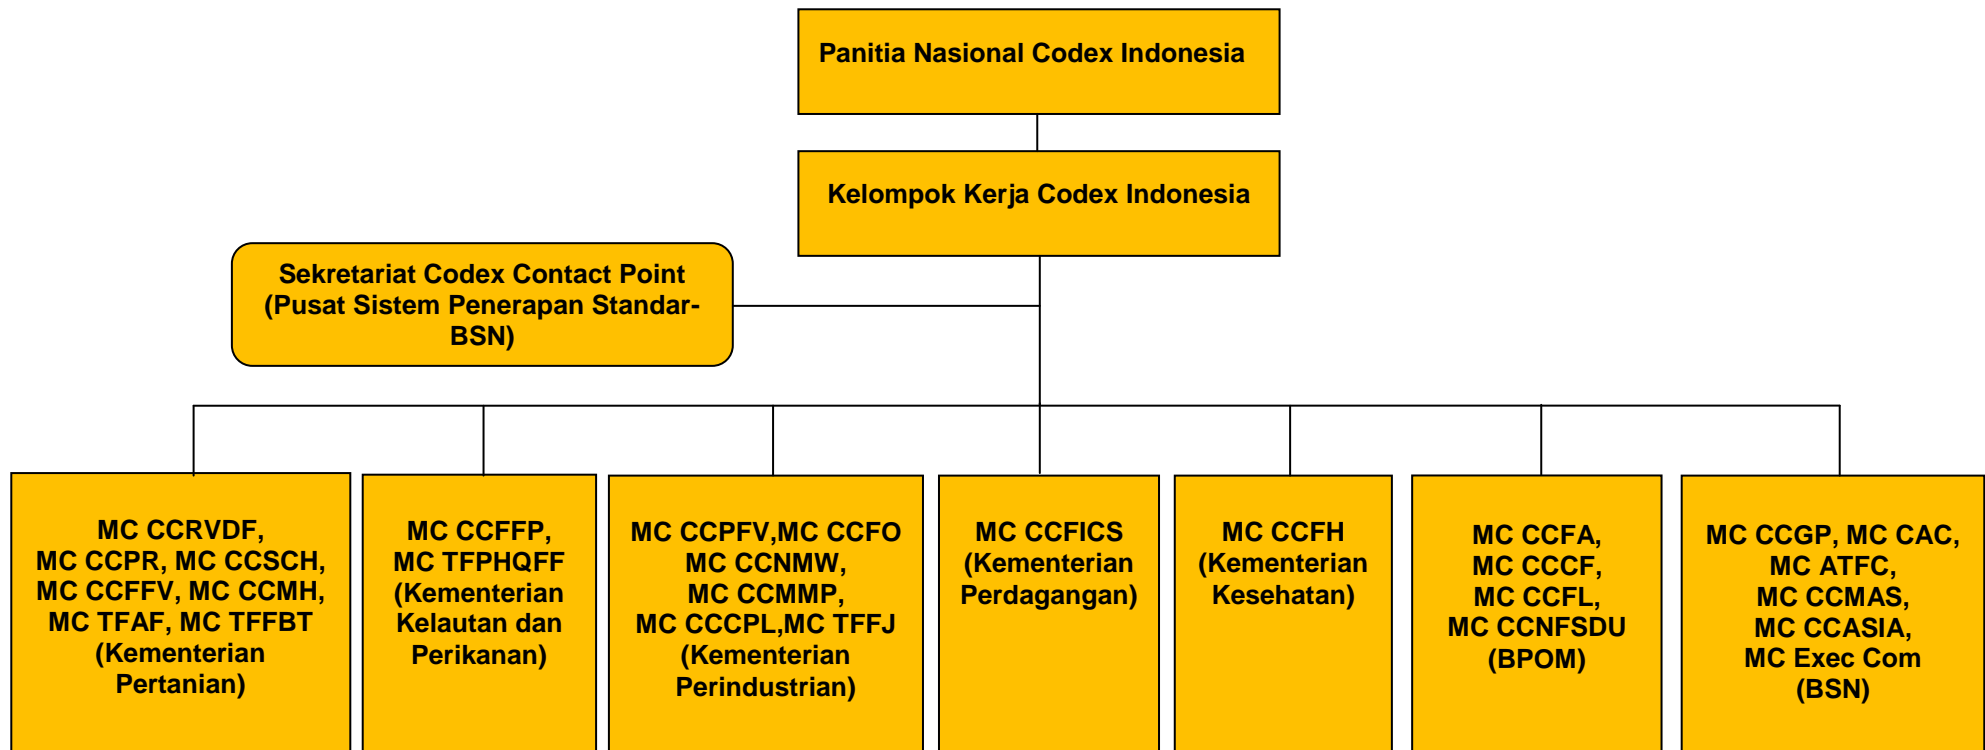 Panitia Nasional Codex Indonesia
Kelompok Kerja Codex Indonesia
Sekretariat Codex Contact Point
(Pusat Sistem Penerapan Standar-
BSN)
MC CCRVDF,
MC CCPR, MC CCSCH,
MC CCFFV, MC CCMH,
MC TFAF, MC TFFBT
(Kementerian
Pertanian)
MC CCFFP,
MC TFPHQFF
(Kementerian
Kelautan dan
Perikanan)
MC CCPFV,MC CCFO
MC CCNMW,
MC CCMMP,
MC CCCPL,MC TFFJ
(Kementerian
Perindustrian)
MC CCFICS
(Kementerian
Perdagangan)
MC CCFH
(Kementerian
Kesehatan)
MC CCFA,
MC CCCF,
MC CCFL,
MC CCNFSDU
(BPOM)
MC CCGP, MC CAC,
MC ATFC,
MC CCMAS,
MC CCASIA,
MC Exec Com
(BSN)